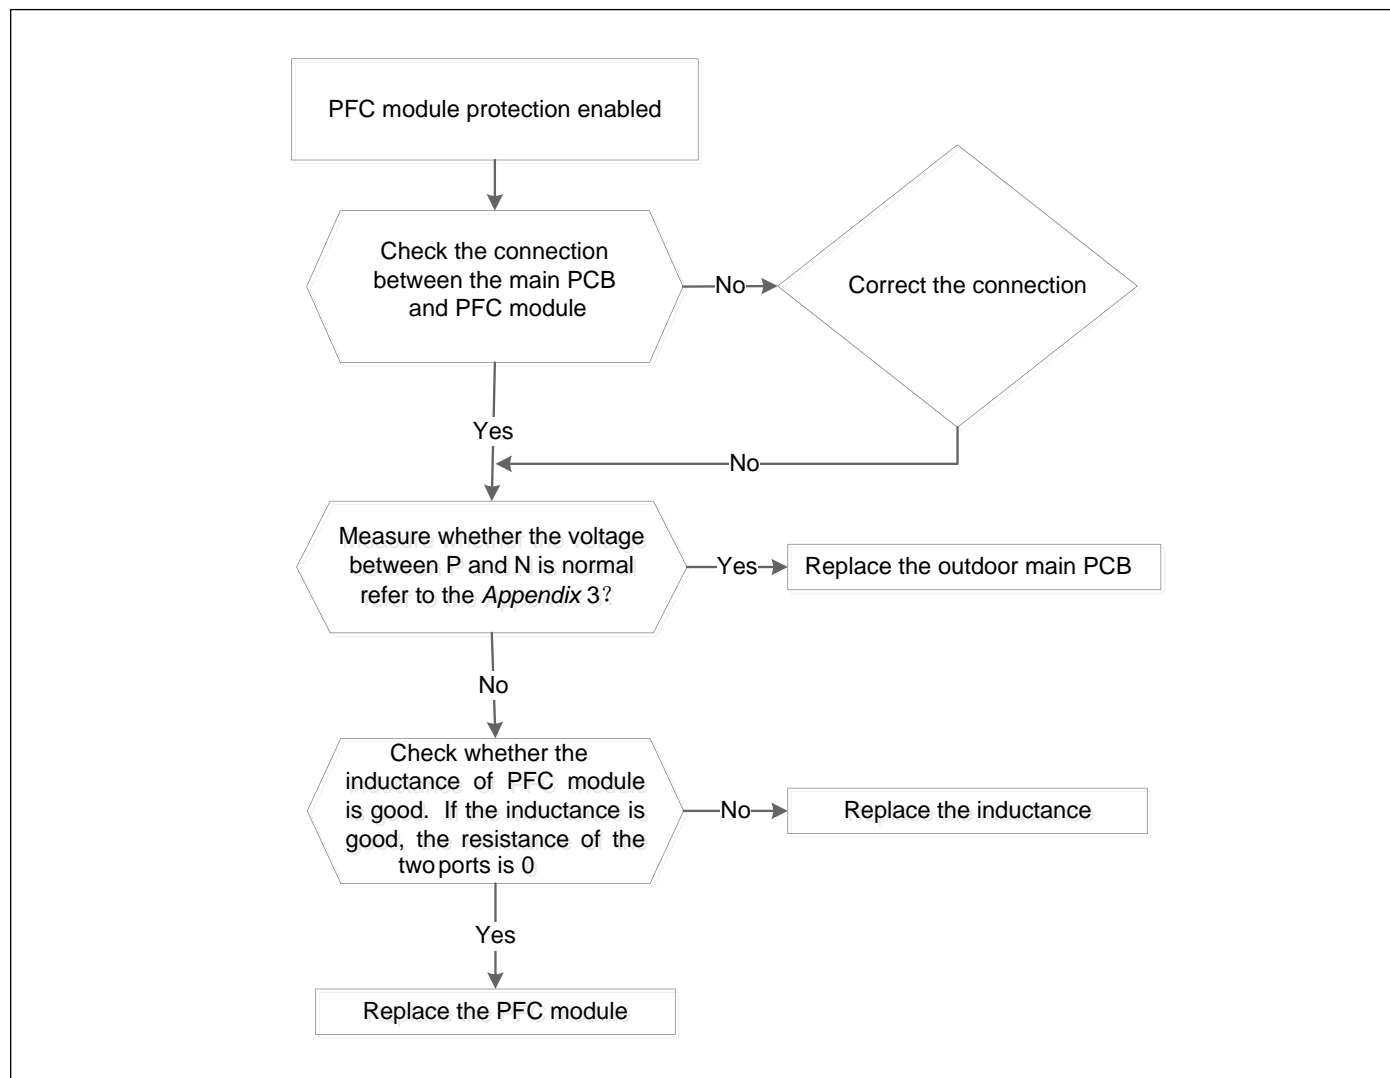 PFC module protection enabled
Check the connection
between the main PCB
and PFC module
No
Correct the connection
Yes
No
Measure whether the voltage
between P and N is normal
refer to the Appendix 3?
Yes
Replace the outdoor main PCB
No
Check whether the
inductance of PFC module
is good. If the inductance is
good, the resistance of the
two ports is 0
No
Replace the inductance
Yes
Replace the PFC module